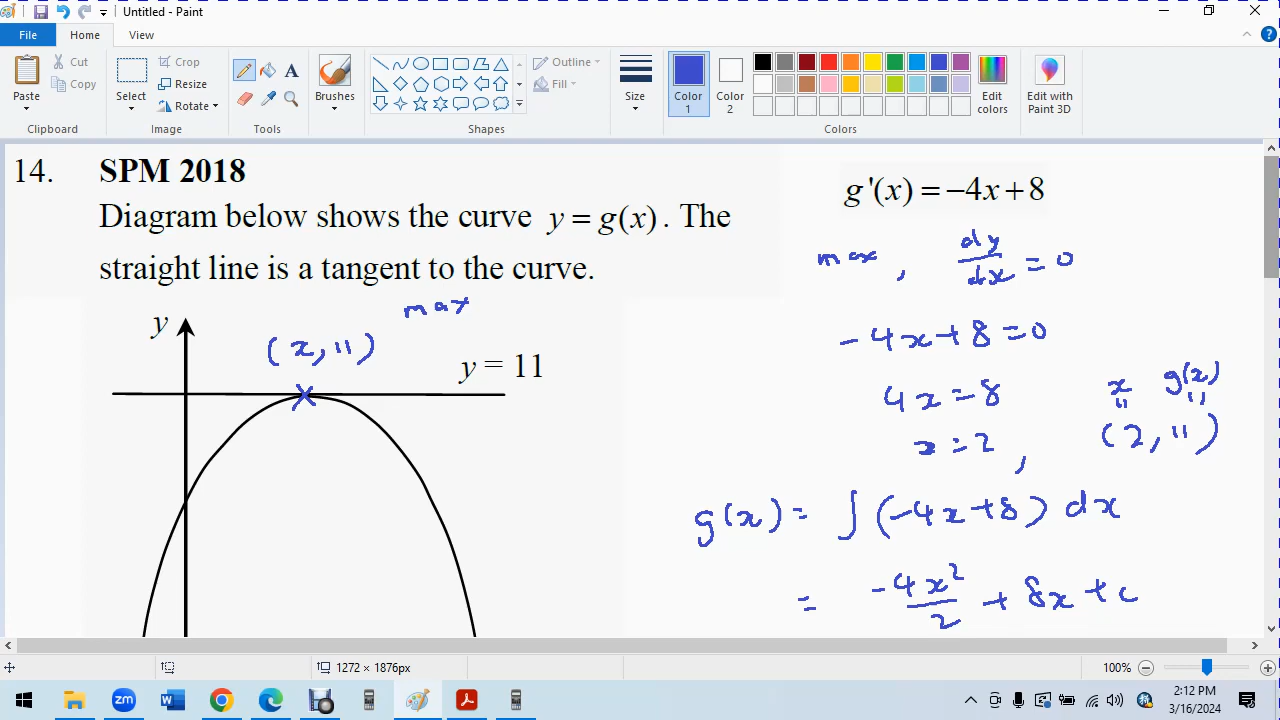 Untitled - Paint
File Home View
Paste
Cut
Copy
Clipboard
Select
Crop
Resize
Rotate
Image
Tools
Brushes
Shapes
Outline
Fill
Size
Color 1
Color 2
Edit colors
Colors
Edit with Paint 3D
14. SPM 2018
Diagram below shows the curve y = g(x). The
straight line is a tangent to the curve.
max
y
(x, 11)
y = 11
g'(x) = −4x + 8
max, dy/dx = 0
-4x + 8 = 0
4x = 8
x g(x)
" "
x = 2, (2, 11)
g(x) = ∫ (-4x + 8) dx
= -4x²/2 + 8x + c
1272 × 1876px
100%
zm
W
2:12 PM
3/16/2024